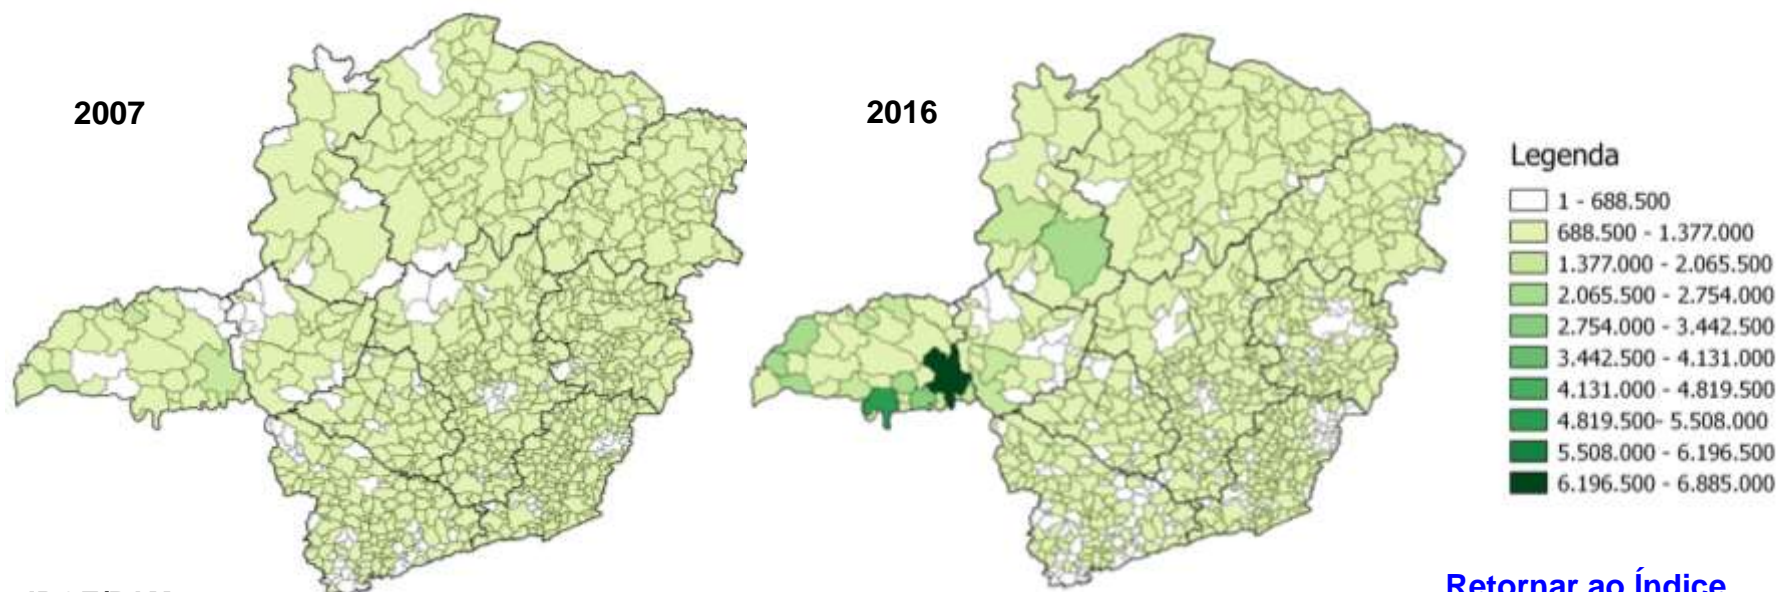 2007
2016
Legenda
1 - 688.500
688.500 - 1.377.000
1.377.000 - 2.065.500
2.065.500 - 2.754.000
2.754.000 - 3.442.500
3.442.500 - 4.131.000
4.131.000 - 4.819.500
4.819.500- 5.508.000
5.508.000 - 6.196.500
6.196.500 - 6.885.000
Retornar ao Índice